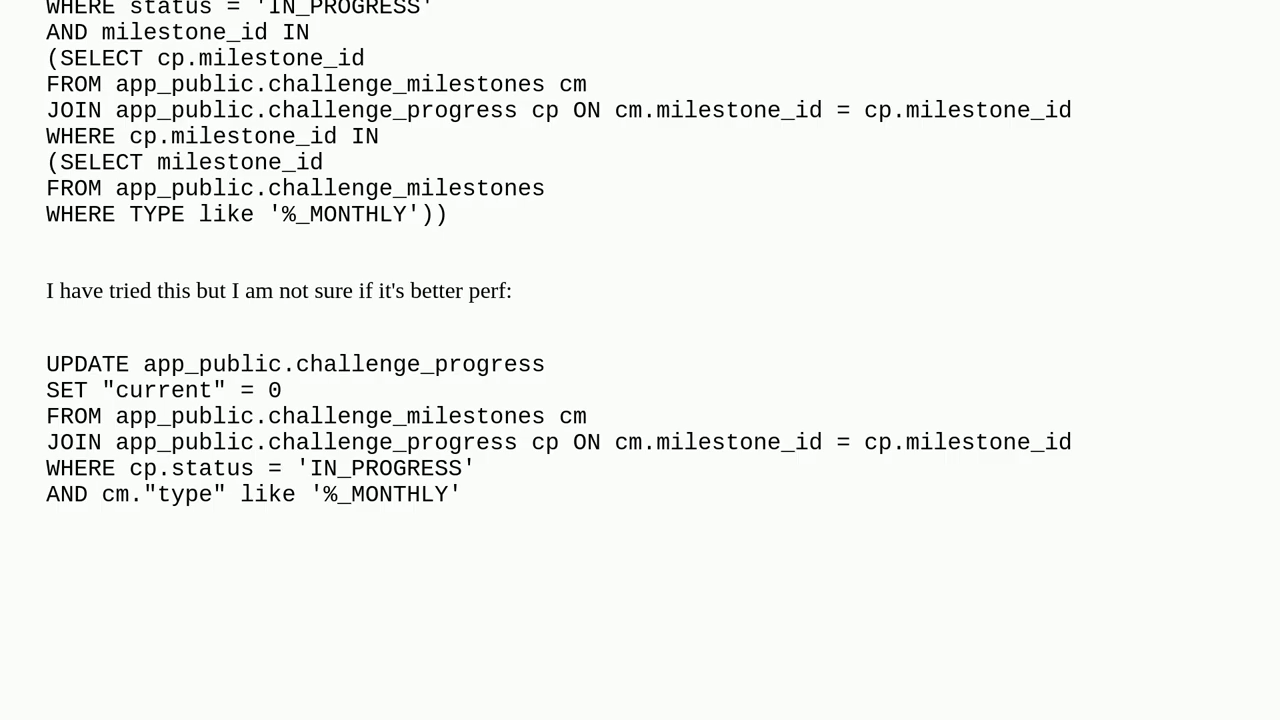 WHERE status = 'IN_PROGRESS'
AND milestone_id IN
(SELECT cp.milestone_id
FROM app_public.challenge_milestones cm
JOIN app_public.challenge_progress cp ON cm.milestone_id = cp.milestone_id
WHERE cp.milestone_id IN
(SELECT milestone_id
FROM app_public.challenge_milestones
WHERE TYPE like '%_MONTHLY'))
I have tried this but I am not sure if it's better perf:
UPDATE app_public.challenge_progress
SET "current" = 0
FROM app_public.challenge_milestones cm
JOIN app_public.challenge_progress cp ON cm.milestone_id = cp.milestone_id
WHERE cp.status = 'IN_PROGRESS'
AND cm."type" like '%_MONTHLY'